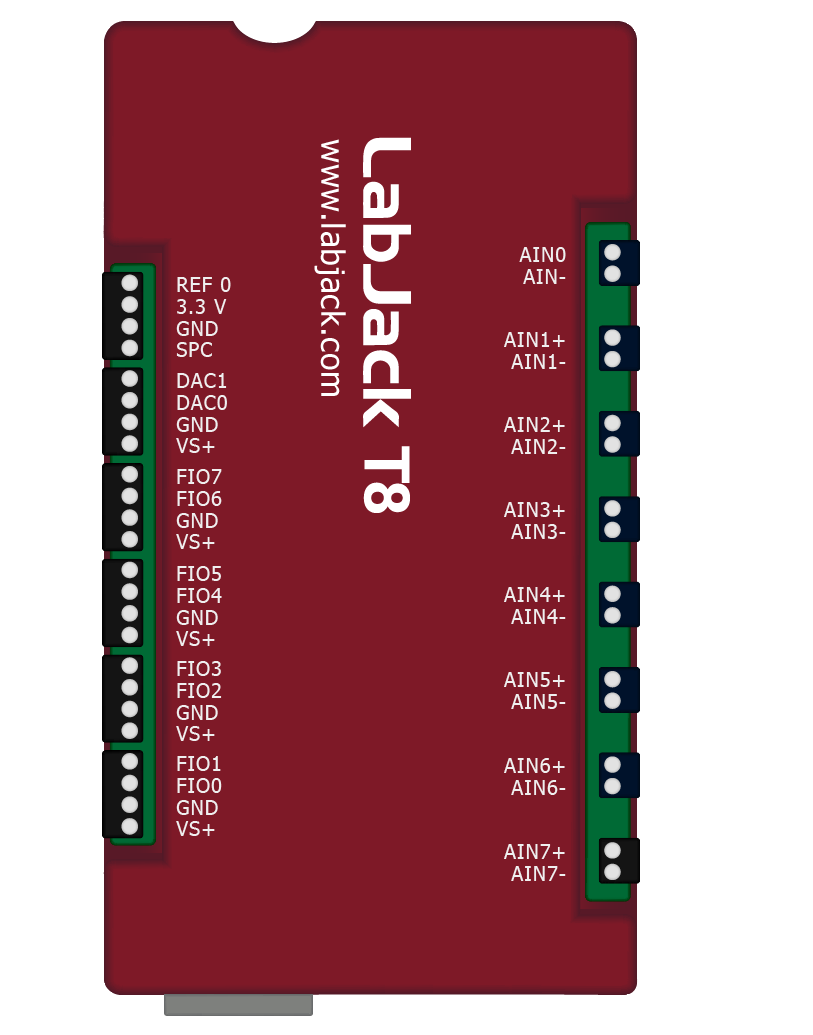 LabJack T8
www.labjack.com
REF 0
3.3 V
GND
SPC
DAC1
DAC0
GND
VS+
FIO7
FIO6
GND
VS+
FIO5
FIO4
GND
VS+
FIO3
FIO2
GND
VS+
FIO1
FIO0
GND
VS+
AIN0
AIN-
AIN1+
AIN1-
AIN2+
AIN2-
AIN3+
AIN3-
AIN4+
AIN4-
AIN5+
AIN5-
AIN6+
AIN6-
AIN7+
AIN7-